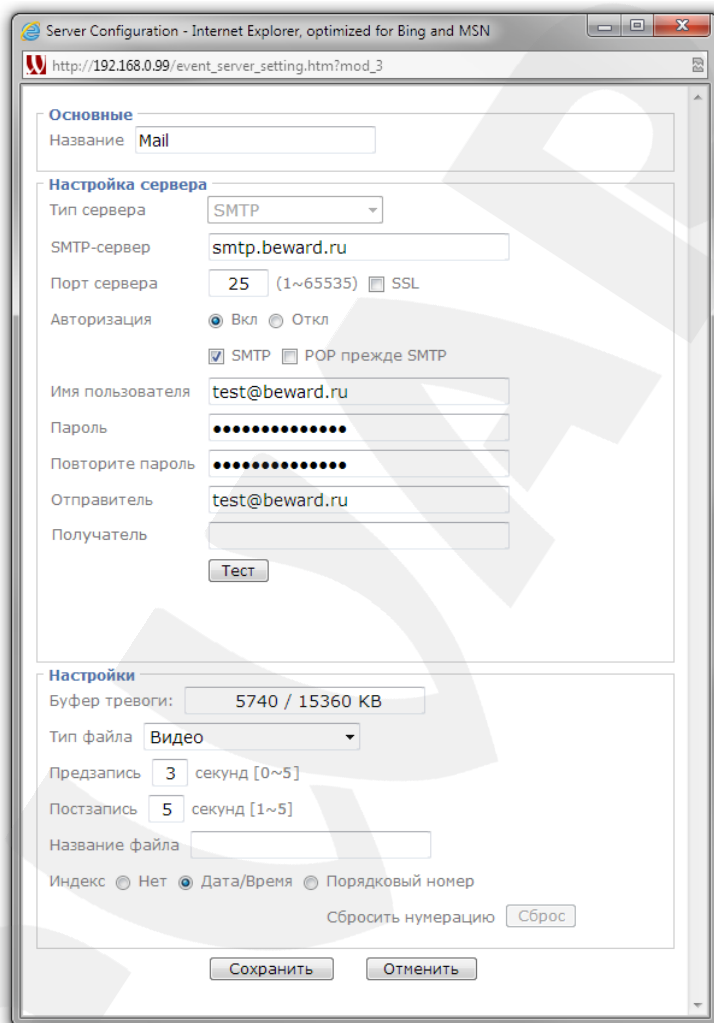 Server Configuration - Internet Explorer, optimized for Bing and MSN
http://192.168.0.99/event_server_setting.htm?mod_3
Основные
Название Mail
Настройка сервера
Тип сервера SMTP
SMTP-сервер smtp.beward.ru
Порт сервера 25 (1~65535) SSL
Авторизация Вкл Откл
SMTP POP прежде SMTP
Имя пользователя test@beward.ru
Пароль ••••••••••••••
Повторите пароль ••••••••••••••
Отправитель test@beward.ru
Получатель
Тест
Настройки
Буфер тревоги: 5740 / 15360 KB
Тип файла Видео
Предзапись 3 секунд [0~5]
Постзапись 5 секунд [1~5]
Название файла
Индекс Нет Дата/Время Порядковый номер
Сбросить нумерацию Сброс
Сохранить Отменить